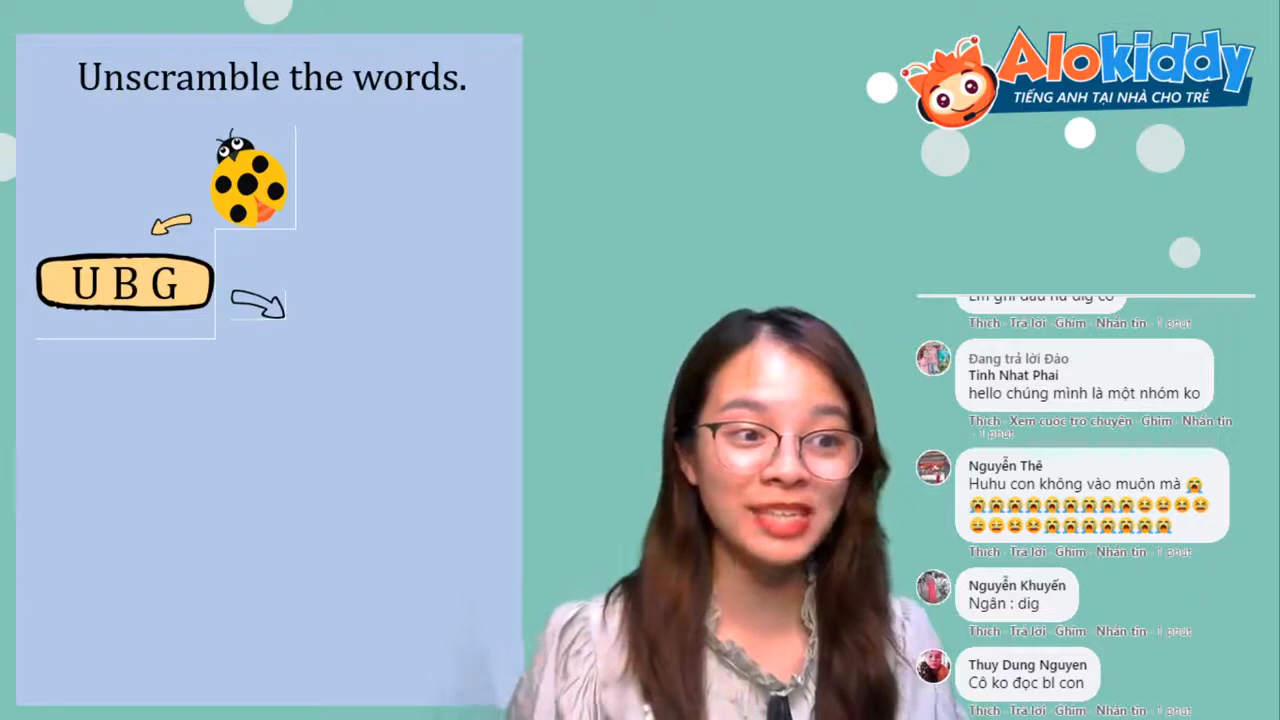 Unscramble the words.
U B G
Alokiddy
TIẾNG ANH TẠI NHÀ CHO TRẺ
Thích · Trả lời · Ghim · Nhắn tin · 1 phút
Đang trả lời Đào
Tinh Nhat Phai
hello chúng mình là một nhóm ko
Thích · Xem cuộc trò chuyện · Ghim · Nhắn tin
· 1 phút
Nguyễn Thê
Huhu con không vào muộn mà 😭
😭😭😭😭😭😭😭😭😭😫😫😫😫
😫😫😫😫😭😭😭😭😭😭😭
Thích · Trả lời · Ghim · Nhắn tin · 1 phút
Nguyễn Khuyến
Ngân : dig
Thích · Trả lời · Ghim · Nhắn tin · 1 phút
Thuy Dung Nguyen
Cô ko đọc bl con
Thích · Trả lời · Ghim · Nhắn tin · 1 phút